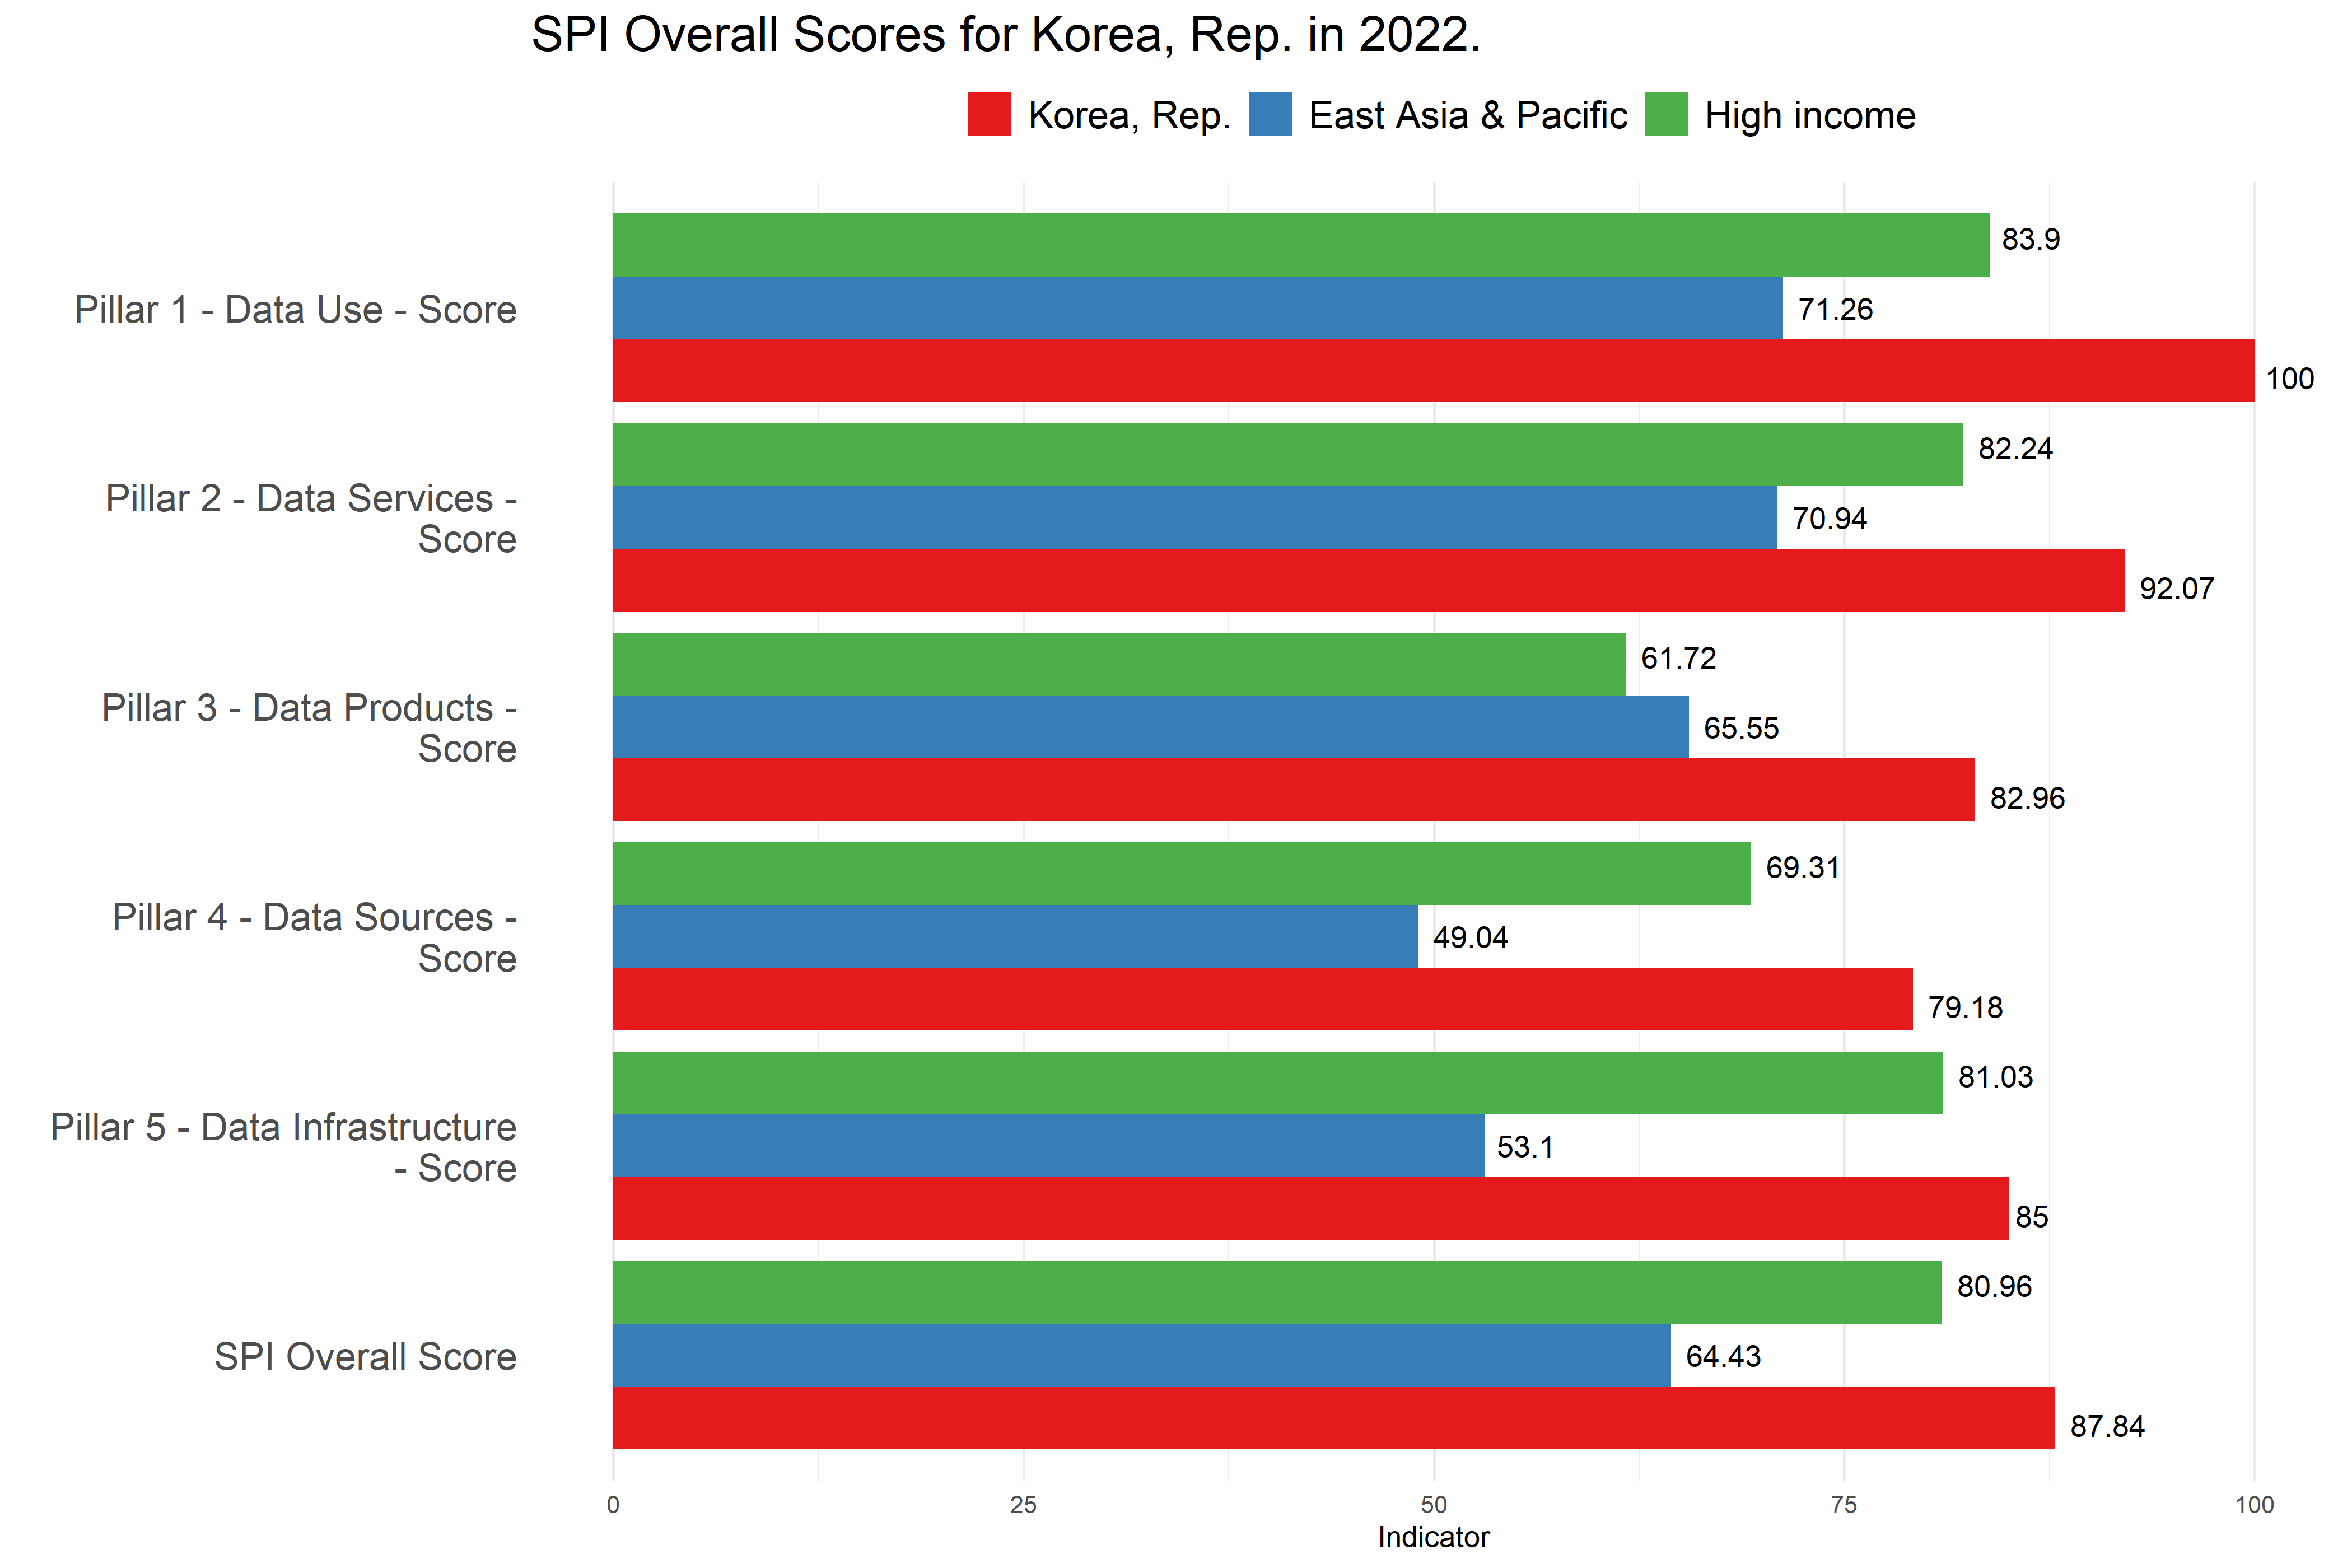 SPI Overall Scores for Korea, Rep. in 2022.
Korea, Rep. East Asia & Pacific High income
83.9
Pillar 1 - Data Use - Score
71.26
100
82.24
Pillar 2 - Data Services -
Score
70.94
92.07
61.72
Pillar 3 - Data Products -
Score
65.55
82.96
69.31
Pillar 4 - Data Sources -
Score
49.04
79.18
81.03
Pillar 5 - Data Infrastructure
- Score
53.1
85
80.96
SPI Overall Score
64.43
87.84
0 25 50 75 100
Indicator